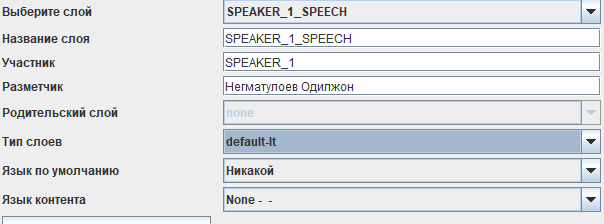 Выберите слой SPEAKER_1_SPEECH
Название слоя SPEAKER_1_SPEECH
Участник SPEAKER_1
Разметчик Негматулоев Одилжон
Родительский слой none
Тип слоев default-lt
Язык по умолчанию Никакой
Язык контента None - -